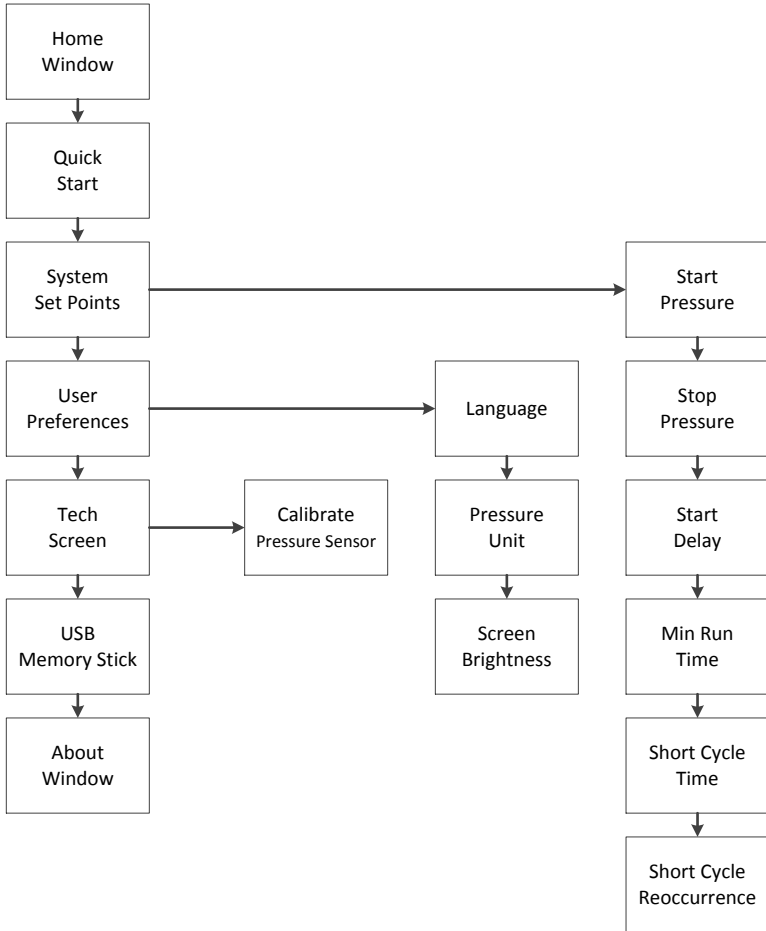 Home
Window
Quick
Start
System
Set Points
Start
Pressure
User
Preferences
Language
Stop
Pressure
Tech
Screen
Calibrate
Pressure Sensor
Pressure
Unit
Start
Delay
USB
Memory Stick
Screen
Brightness
Min Run
Time
About
Window
Short Cycle
Time
Short Cycle
Reoccurrence